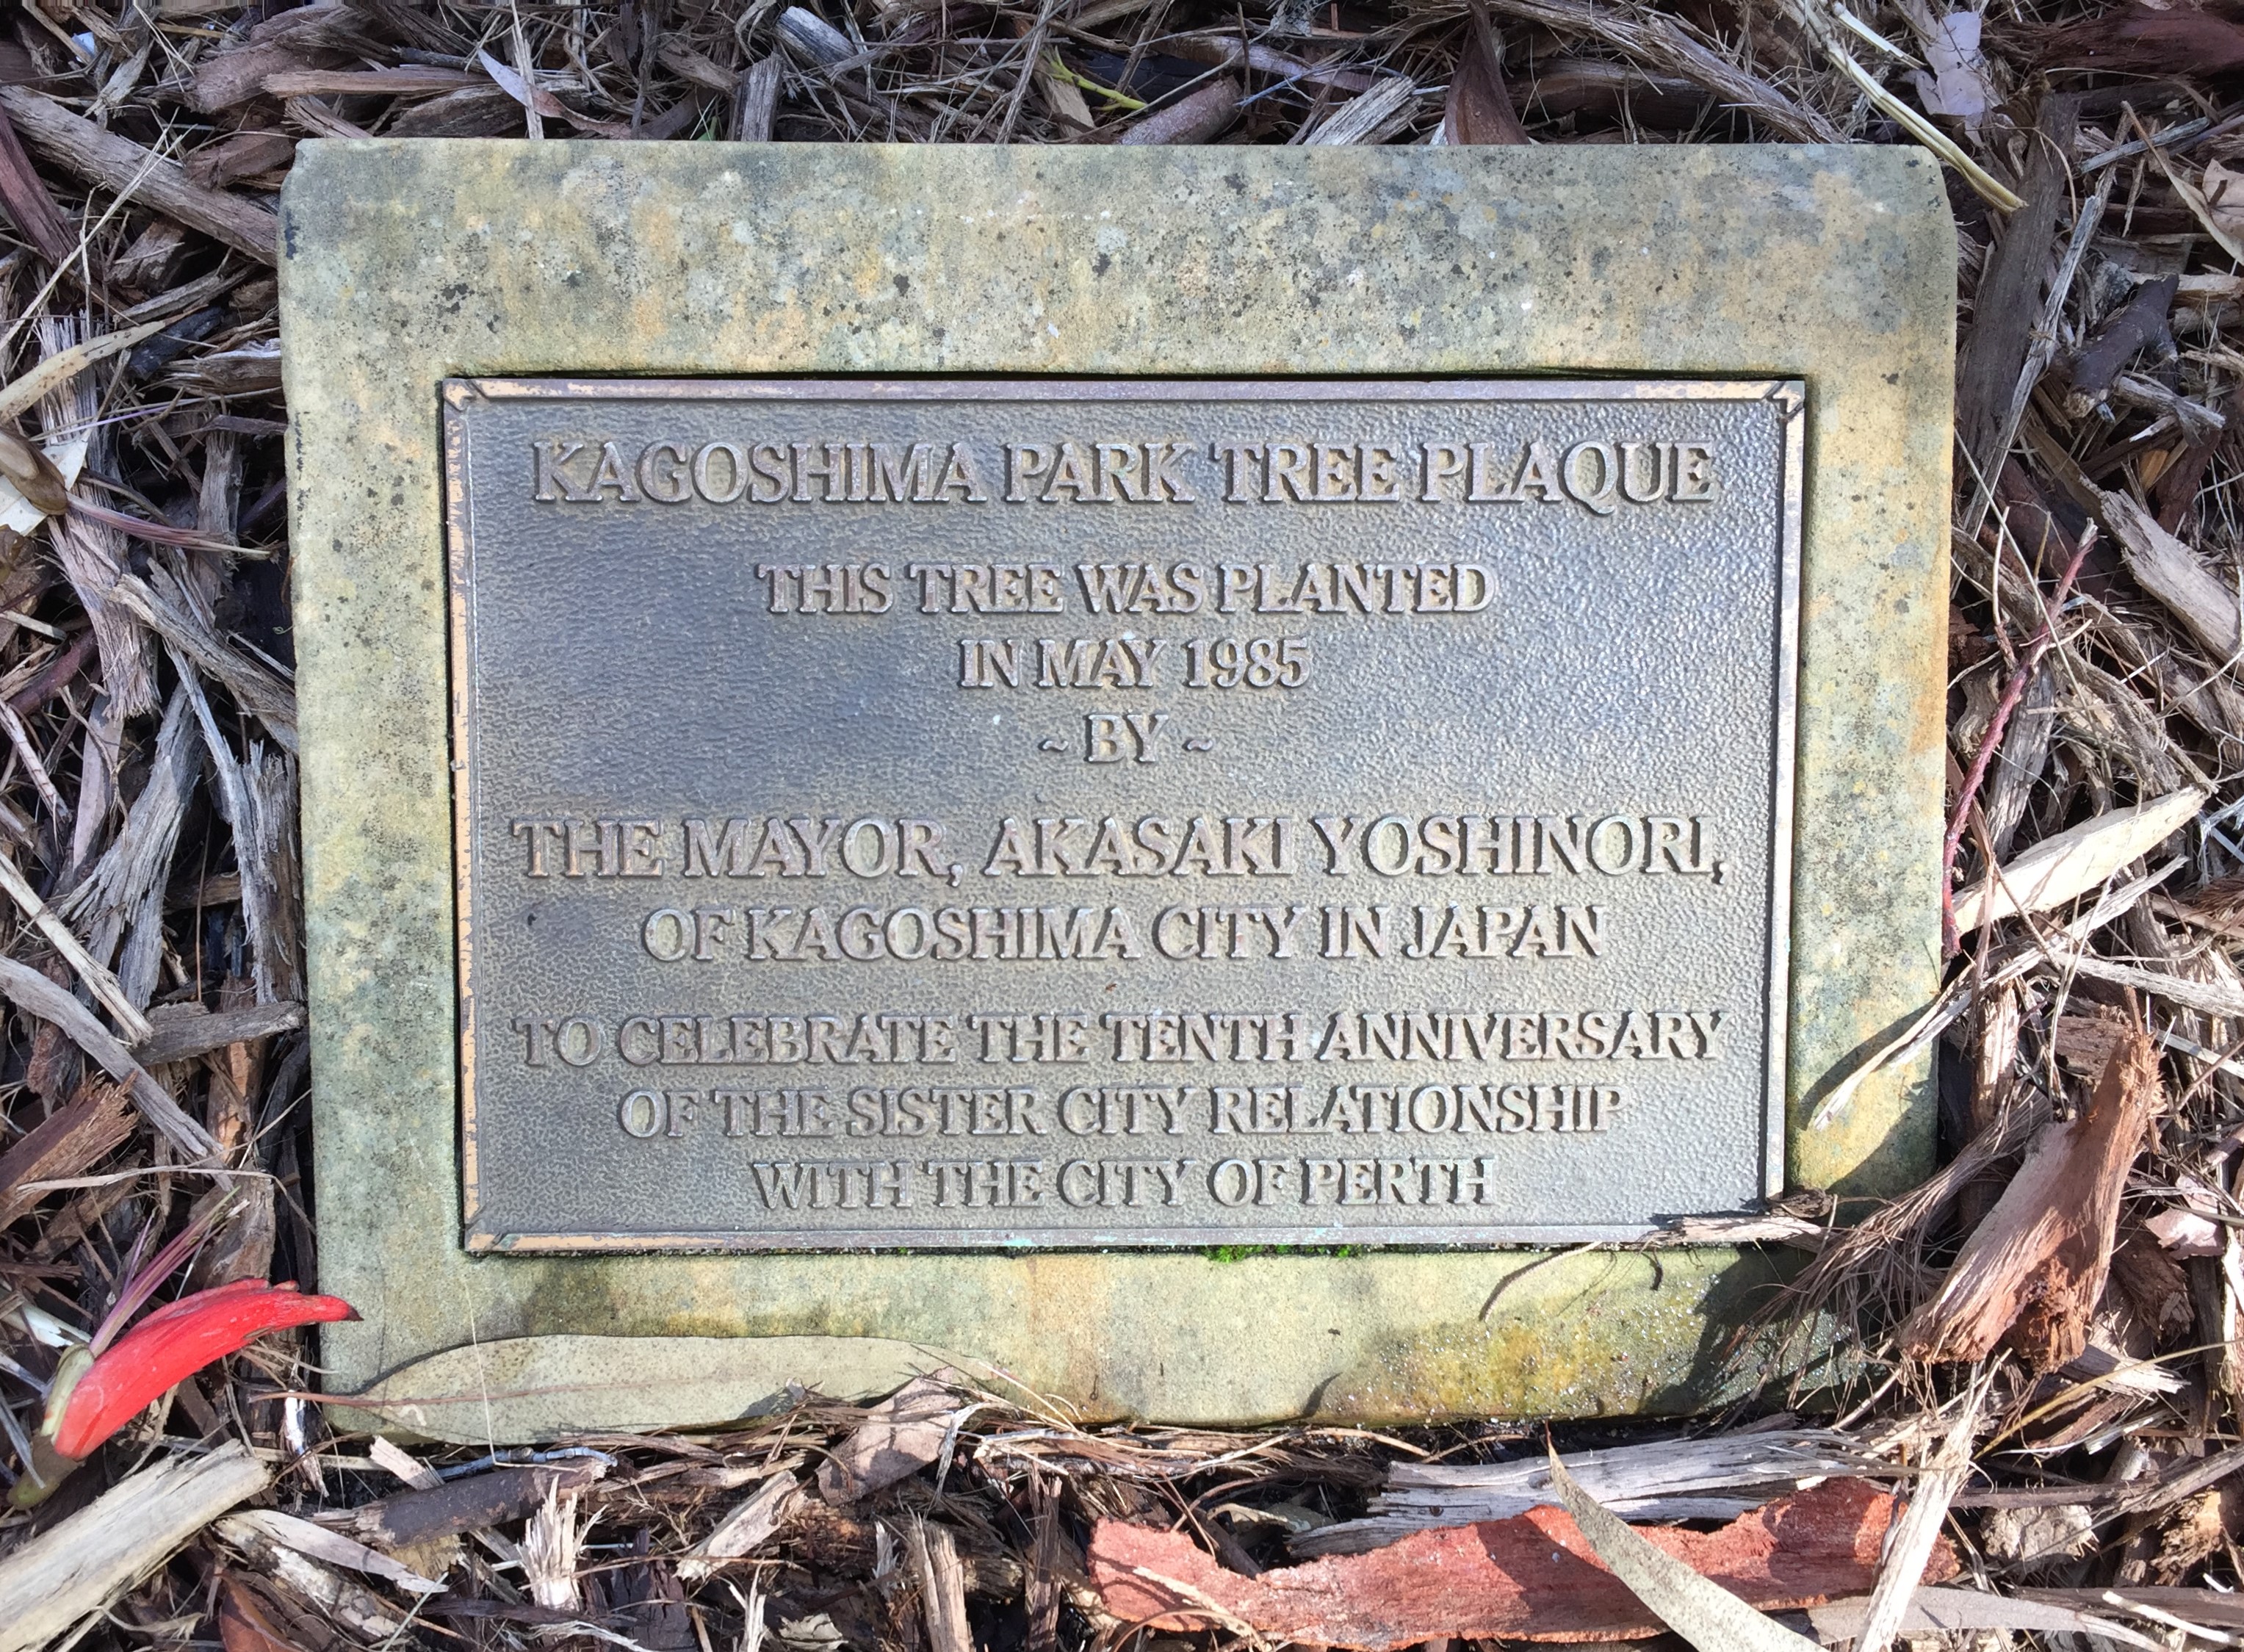 KAGOSHIMA PARK TREE PLAQUE
THIS TREE WAS PLANTED
IN MAY 1985
~ BY ~
THE MAYOR, AKASAKI YOSHINORI,
OF KAGOSHIMA CITY IN JAPAN
TO CELEBRATE THE TENTH ANNIVERSARY
OF THE SISTER CITY RELATIONSHIP
WITH THE CITY OF PERTH